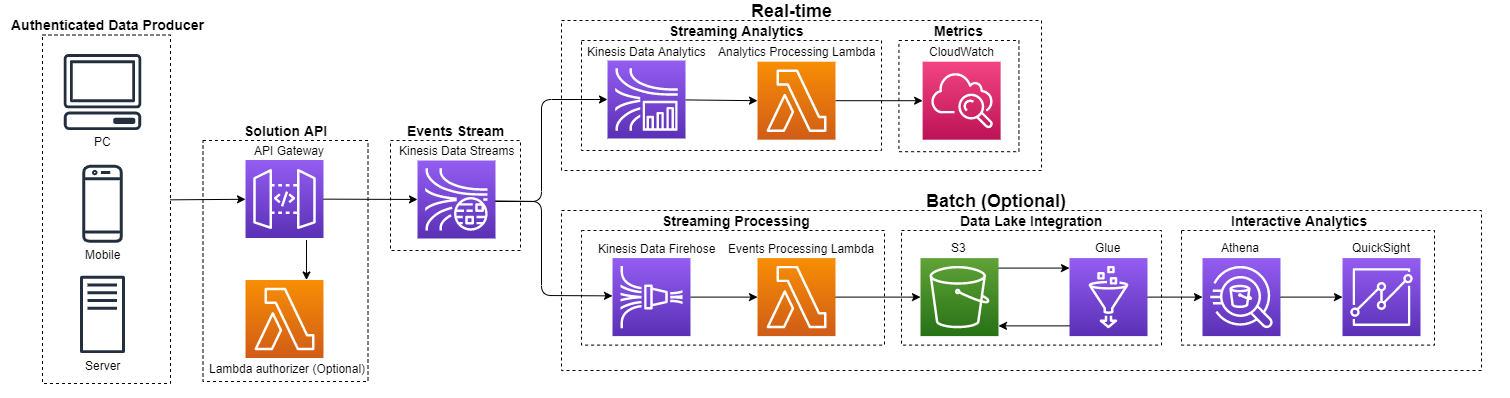 Authenticated Data Producer
PC
Mobile
Server
Solution API
API Gateway
</>
Lambda authorizer (Optional)
Events Stream
Kinesis Data Streams
Real-time
Streaming Analytics
Kinesis Data Analytics
Analytics Processing Lambda
Metrics
CloudWatch
Batch (Optional)
Streaming Processing
Kinesis Data Firehose
Events Processing Lambda
Data Lake Integration
S3
Glue
Interactive Analytics
Athena
QuickSight